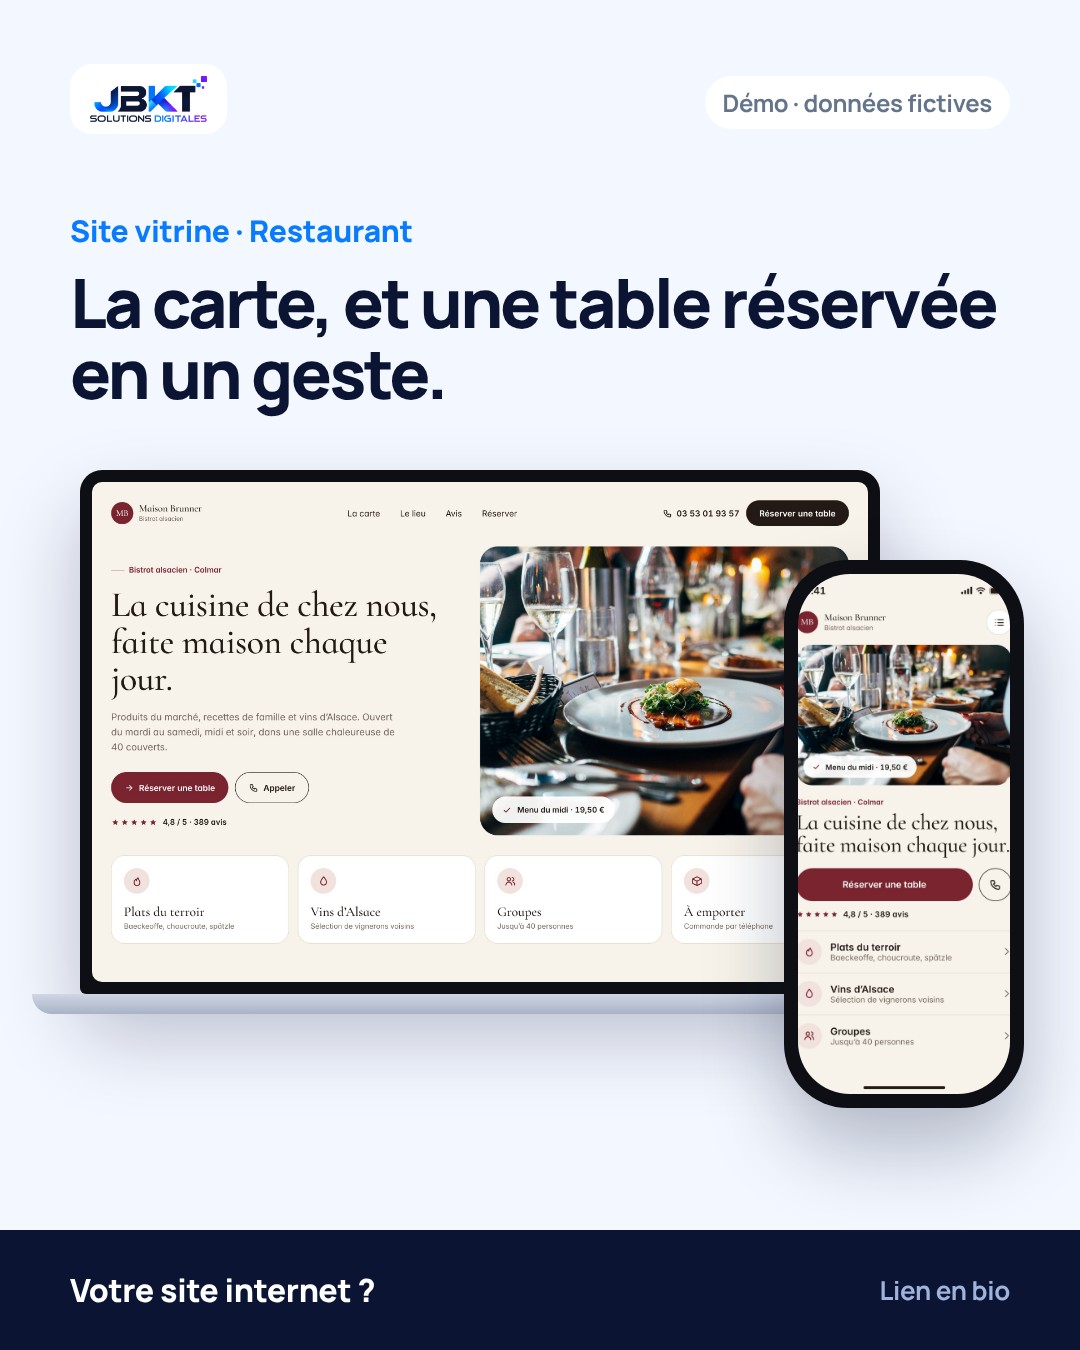 JBKT
SOLUTIONS DIGITALES
Démo · données fictives
Site vitrine · Restaurant
La carte, et une table réservée
en un geste.
MB
Maison Brunner
Bistrot alsacien
La carte
Le lieu
Avis
Réserver
03 53 01 93 57
Réserver une table
Bistrot alsacien · Colmar
La cuisine de chez nous,
faite maison chaque
jour.
Produits du marché, recettes de famille et vins d'Alsace. Ouvert
du mardi au samedi, midi et soir, dans une salle chaleureuse de
40 couverts.
Réserver une table
Appeler
4,8 / 5 · 389 avis
Menu du midi · 19,50 €
Plats du terroir
Baeckeoffe, choucroute, spätzle
Vins d'Alsace
Sélection de vignerons voisins
Groupes
Jusqu'à 40 personnes
À emporter
Commande par téléphone
:41
MB
Maison Brunner
Bistrot alsacien
Menu du midi · 19,50 €
Bistrot alsacien · Colmar
La cuisine de chez nous,
faite maison chaque jour.
Réserver une table
4,8 / 5 · 389 avis
Plats du terroir
Baeckeoffe, choucroute, spätzle
Vins d'Alsace
Sélection de vignerons voisins
Groupes
Jusqu'à 40 personnes
Votre site internet ?
Lien en bio